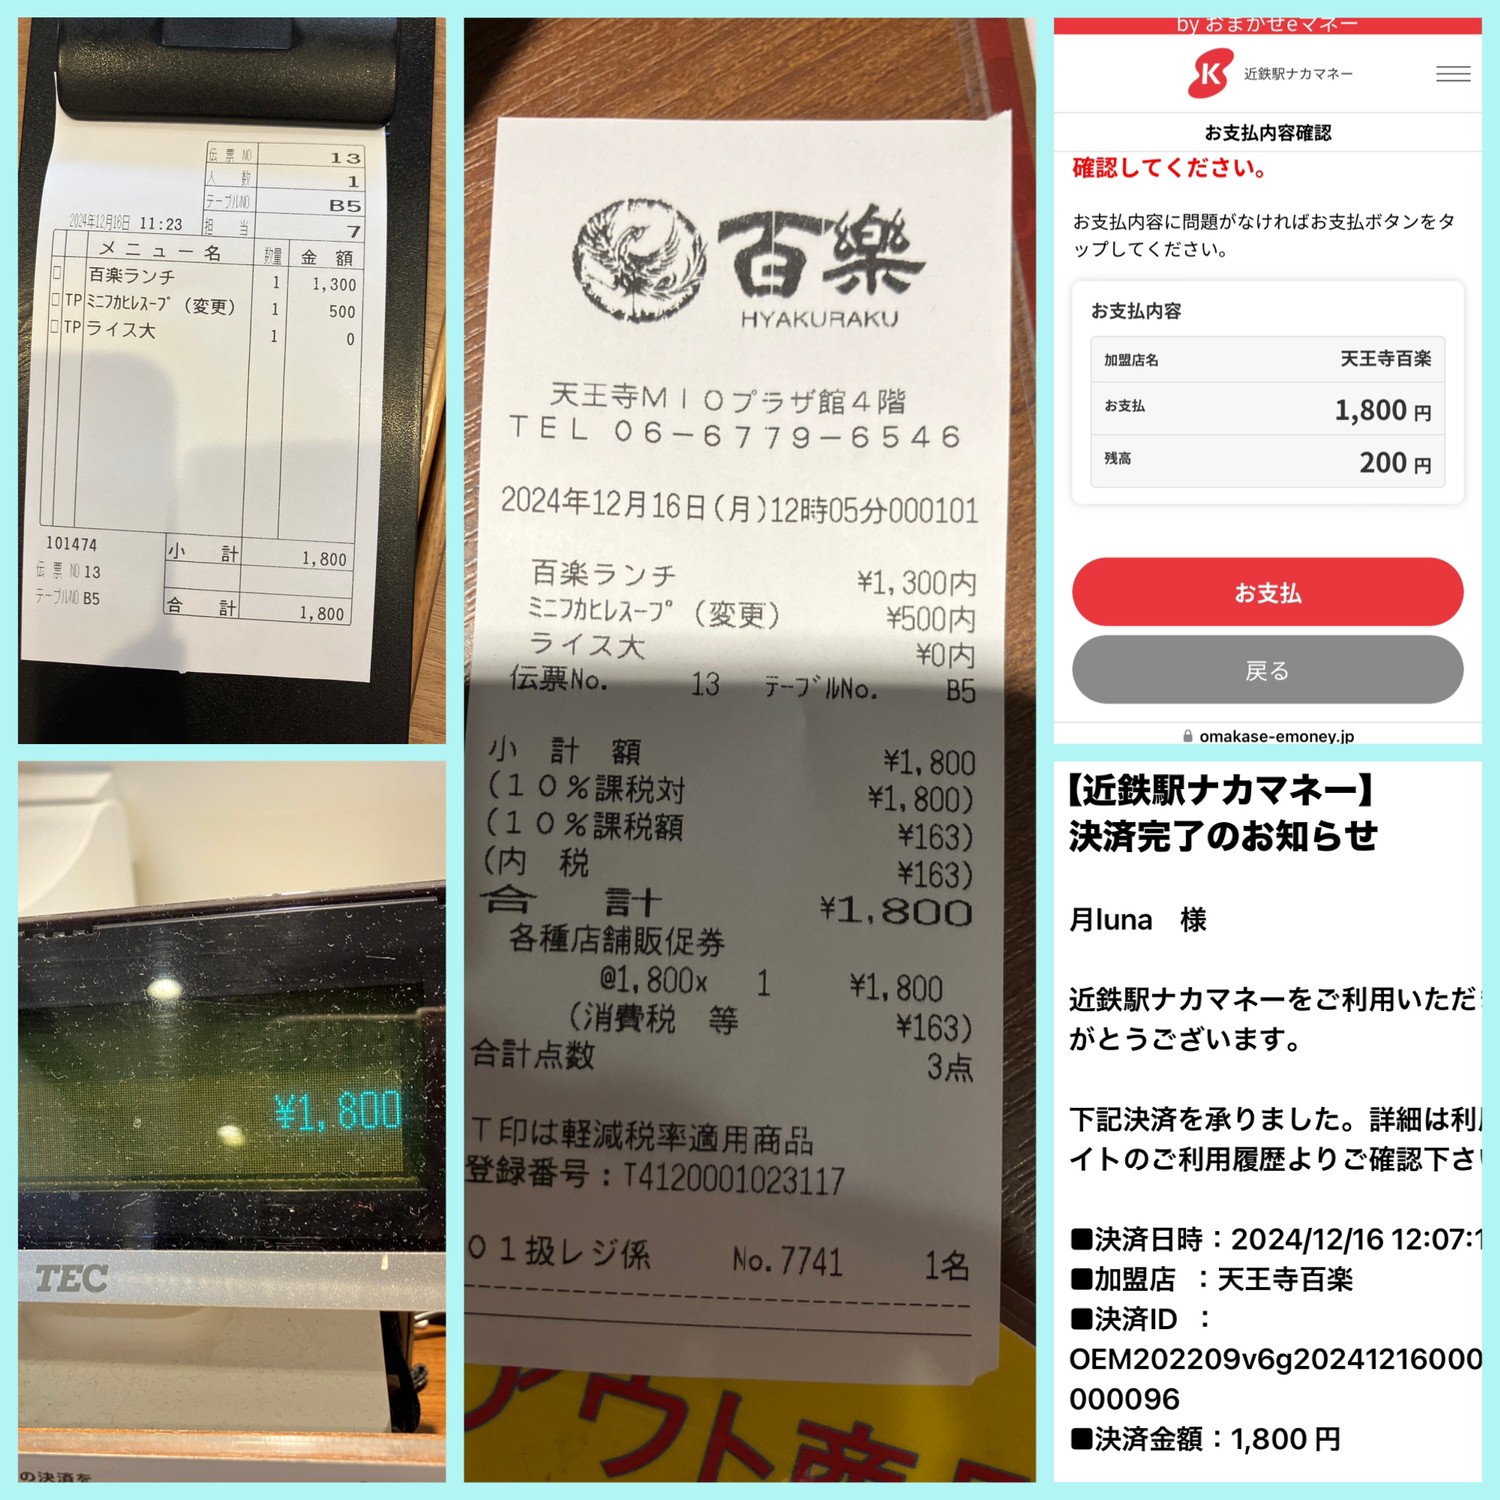 伝票NO 13
人数 1
テーブルNO B5
2024年12月16日 11:23 担当 7
メニュー名 数量 金額
百楽ランチ 1 1,300
TP ミニフカヒレスープ (変更) 1 500
TP ライス大 1 0
101474 小計 1,800
伝票NO 13
テーブルNO B5 合計 1,800
¥1,800
TEC
の決済を
百樂
HYAKURAKU
天王寺MIOプラザ館4階
TEL 06-6779-6546
2024年12月16日(月)12時05分000101
百楽ランチ ¥1,300内
ミニフカヒレスープ (変更) ¥500内
ライス大 ¥0内
伝票No. 13 テーブルNo. B5
小計額 ¥1,800
(10%課税対 ¥1,800)
(10%課税額 ¥163)
(内税 ¥163)
合計 ¥1,800
各種店舗販促券
@1,800x 1 ¥1,800
(消費税等 ¥163)
合計点数 3点
T印は軽減税率適用商品
登録番号:T4120001023117
01扱レジ係 No.7741 1名
アウト商品
by おまかせeマネー
K 近鉄駅ナカマネー
お支払内容確認
確認してください。
お支払内容に問題がなければお支払ボタンをタ
ップしてください。
お支払内容
加盟店名 天王寺百楽
お支払 1,800 円
残高 200 円
お支払
戻る
omakase-emoney.jp
【近鉄駅ナカマネー】
決済完了のお知らせ
月luna 様
近鉄駅ナカマネーをご利用いただき
がとうございます。
下記決済を承りました。詳細は利用
イトのご利用履歴よりご確認下さい
■決済日時:2024/12/16 12:07:1
■加盟店 :天王寺百楽
■決済ID :
OEM202209v6g20241216000
000096
■決済金額:1,800 円